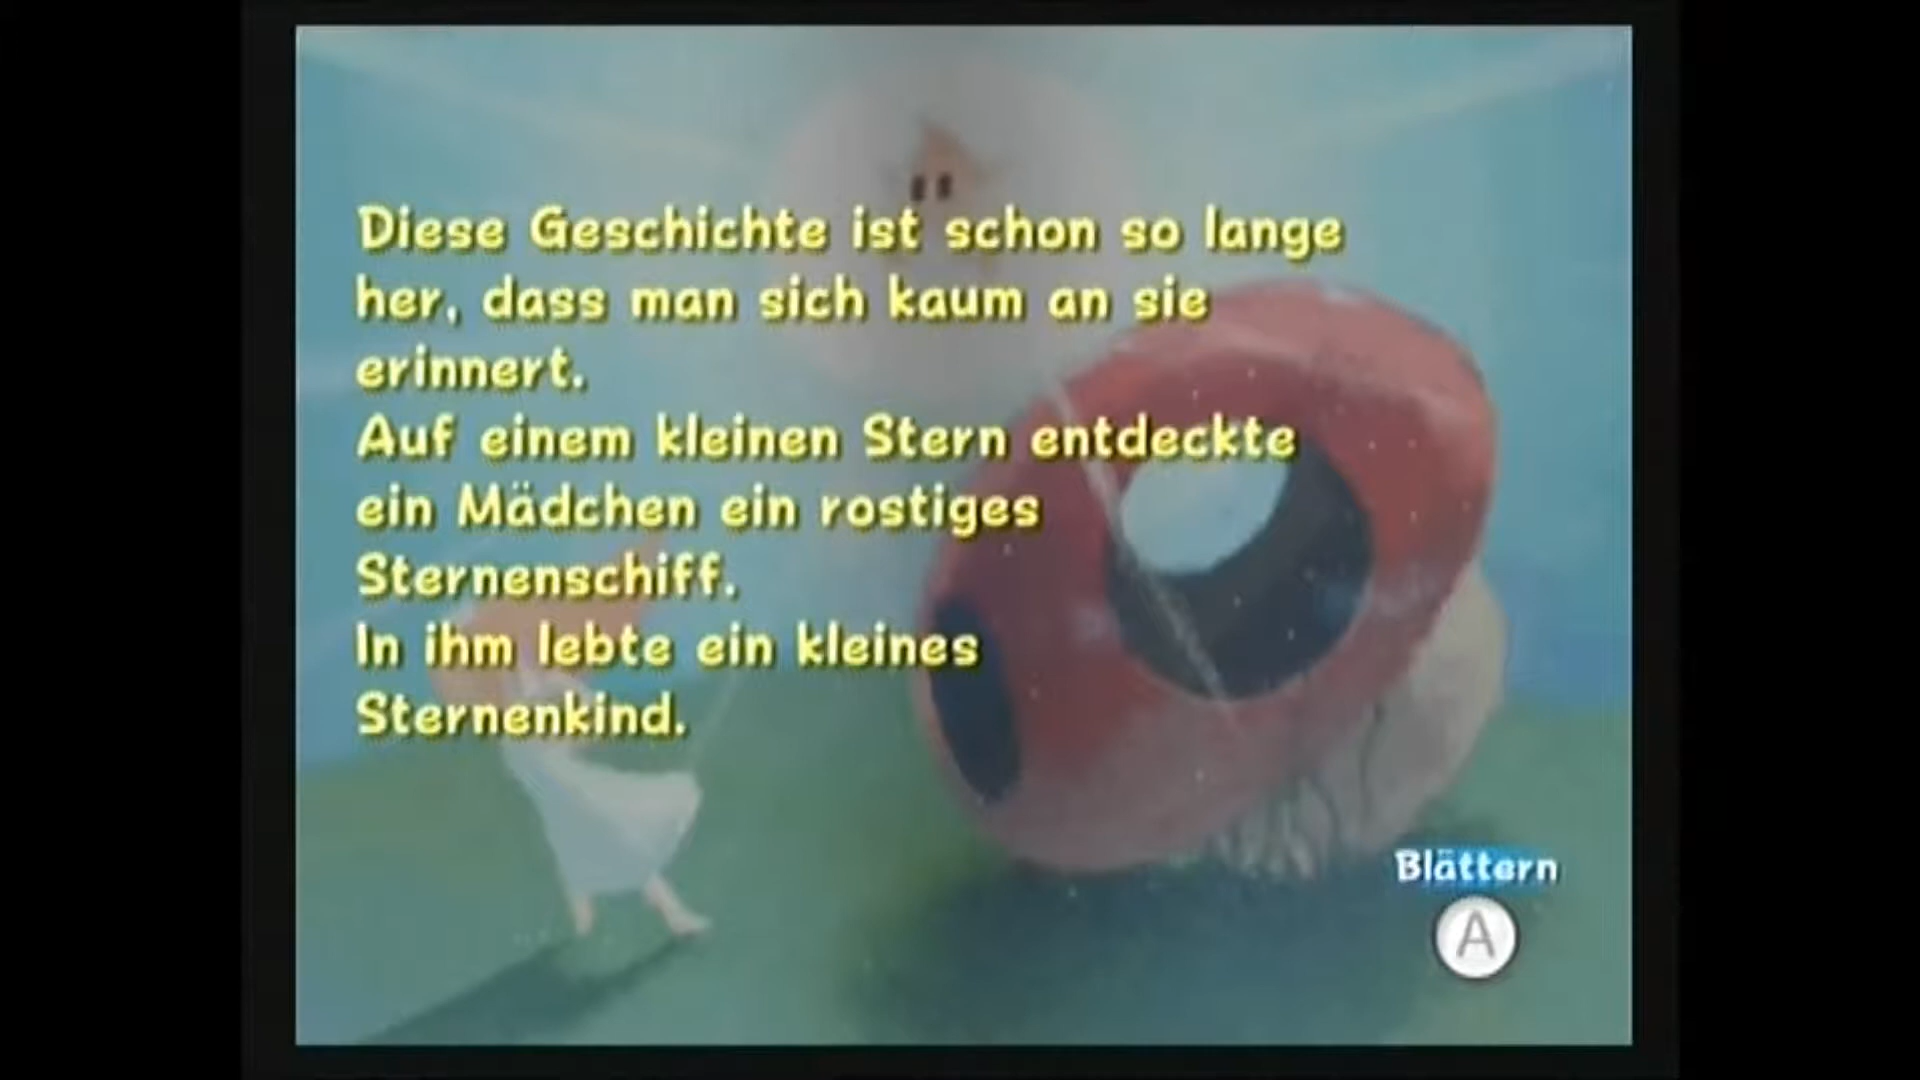 Diese Geschichte ist schon so lange
her, dass man sich kaum an sie
erinnert.
Auf einem kleinen Stern entdeckte
ein Mädchen ein rostiges
Sternenschiff.
In ihm lebte ein kleines
Sternenkind.
Blättern
A